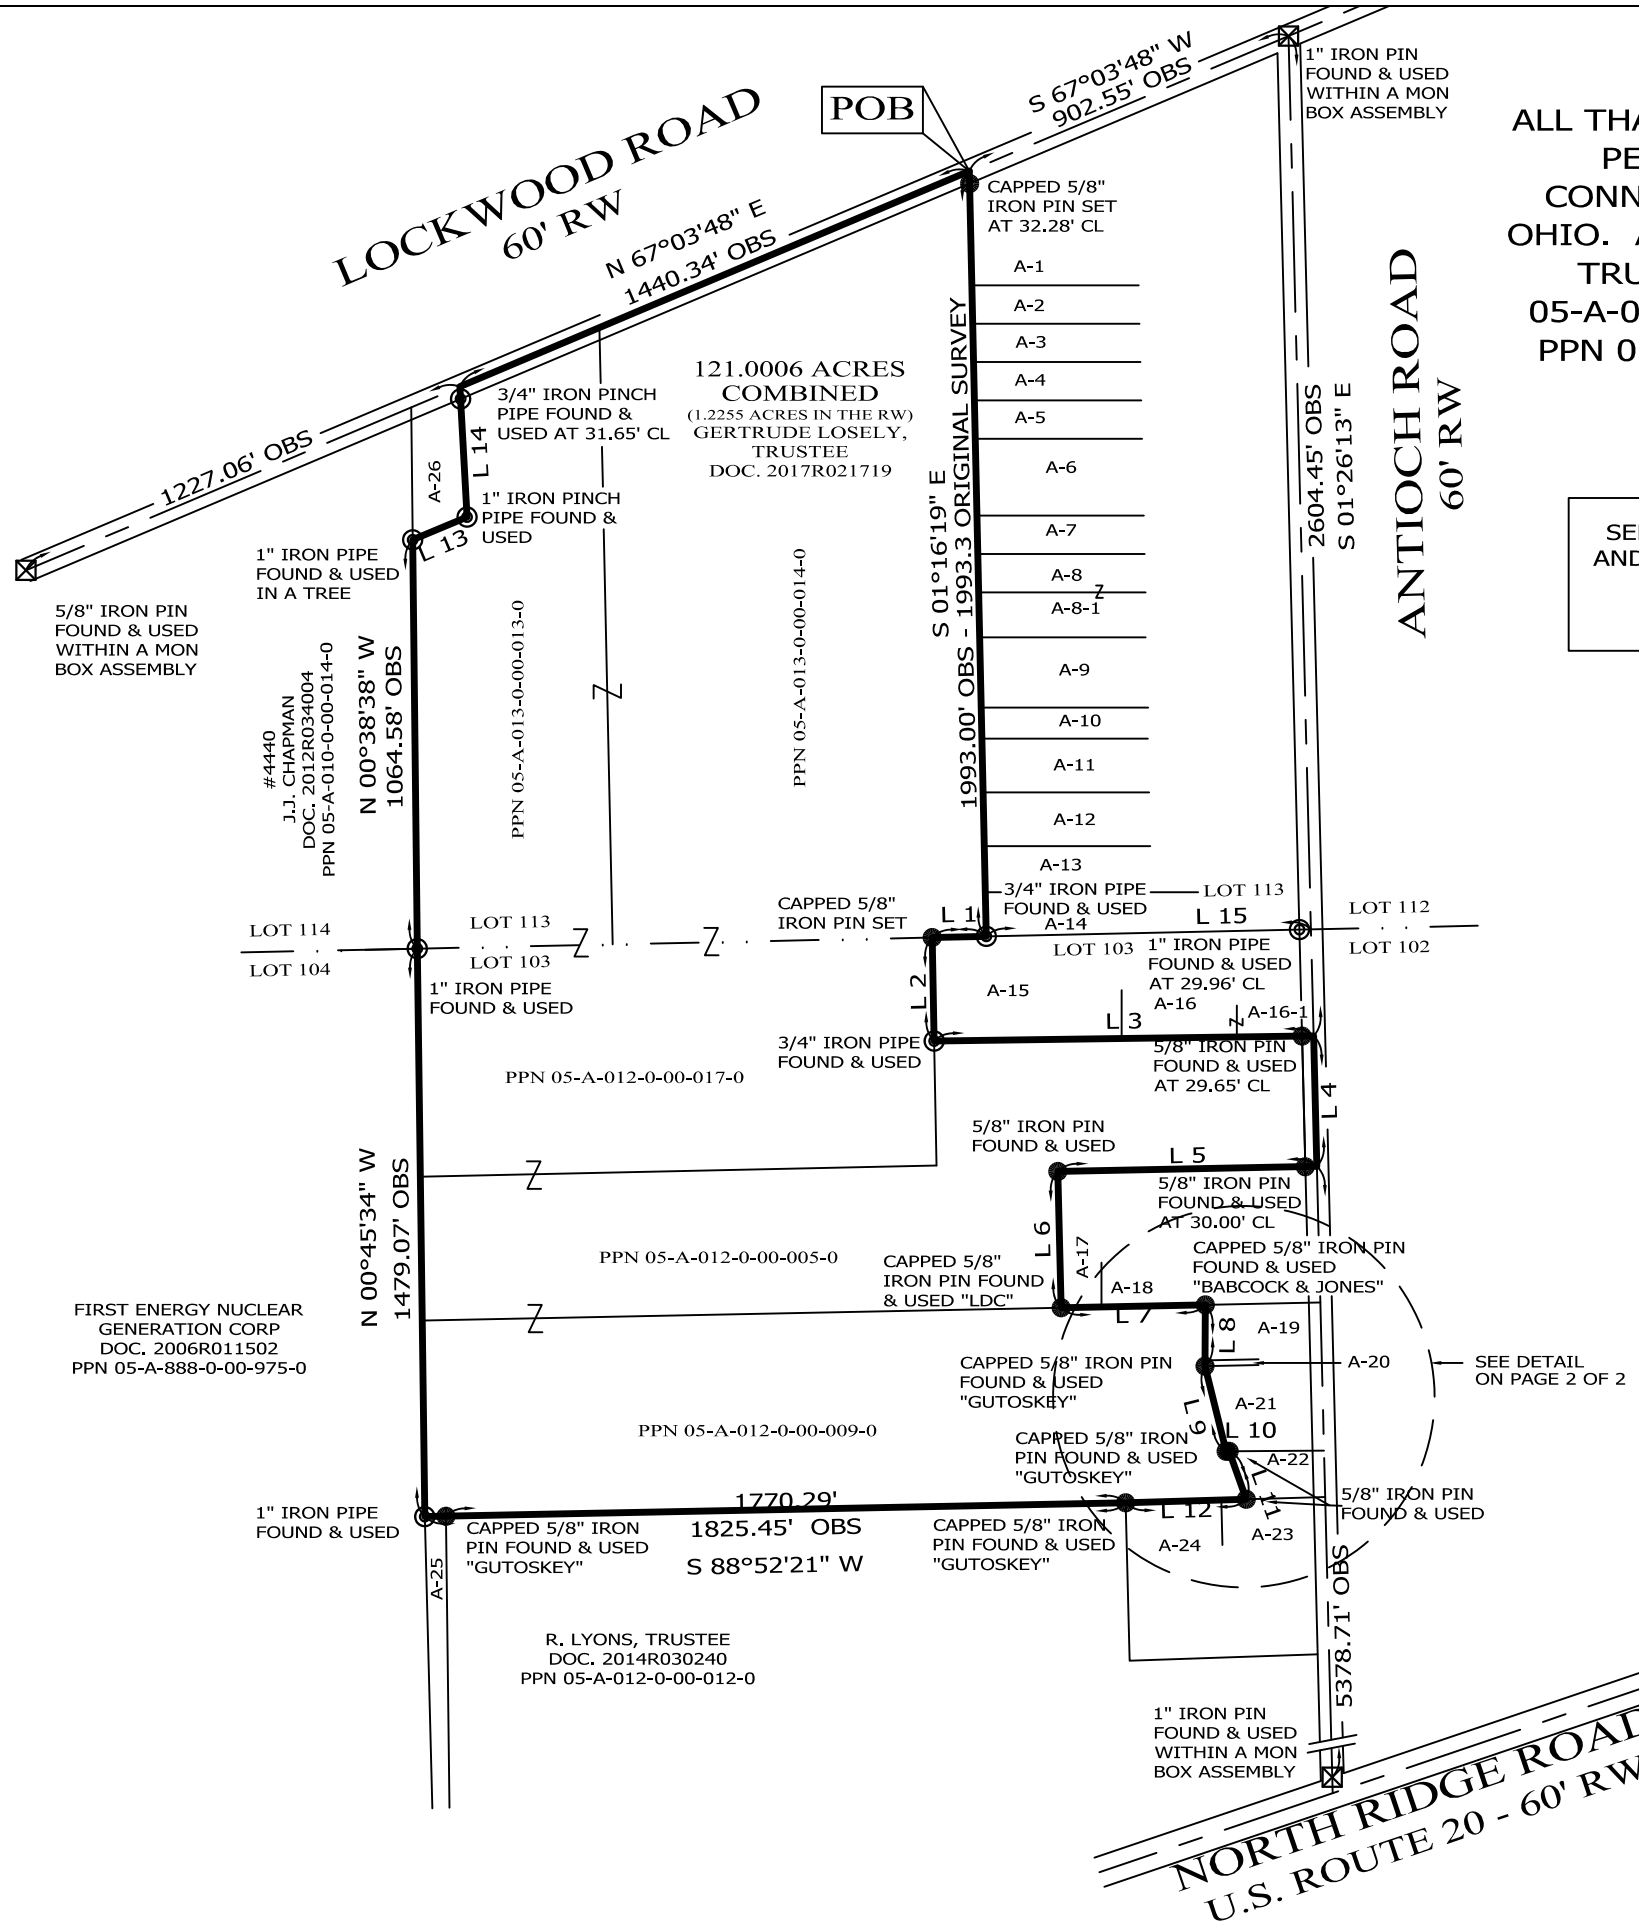 S 67°03'48" W
902.55' OBS
1" IRON PIN
FOUND & USED
WITHIN A MON
BOX ASSEMBLY
POB
LOCKWOOD ROAD
60' RW
N 67°03'48" E
1440.34' OBS
CAPPED 5/8"
IRON PIN SET
AT 32.28' CL
ALL THA
PE
CONN
OHIO. A
TRU
05-A-0
PPN 0
SE
AND
ANTIOCH ROAD
60' RW
2604.45' OBS
S 01°26'13" E
A-1
A-2
A-3
A-4
A-5
A-6
A-7
A-8
Z
A-8-1
A-9
A-10
A-11
A-12
A-13
S 01°16'19" E
1993.00' OBS - 1993.3 ORIGINAL SURVEY
121.0006 ACRES
COMBINED
(1.2255 ACRES IN THE RW)
GERTRUDE LOSELY,
TRUSTEE
DOC. 2017R021719
3/4" IRON PINCH
PIPE FOUND &
USED AT 31.65' CL
L 14
A-26
1" IRON PINCH
PIPE FOUND &
USED
L 13
1227.06' OBS
1" IRON PIPE
FOUND & USED
IN A TREE
5/8" IRON PIN
FOUND & USED
WITHIN A MON
BOX ASSEMBLY
#4440
J.J. CHAPMAN
DOC. 2012R034004
PPN 05-A-010-0-00-014-0
N 00°38'38" W
1064.58' OBS
PPN 05-A-013-0-00-013-0
Z
PPN 05-A-013-0-00-014-0
LOT 114
LOT 104
LOT 113
LOT 103
Z
Z
CAPPED 5/8"
IRON PIN SET
L 1
3/4" IRON PIPE
FOUND & USED
A-14
LOT 113
L 15
LOT 103
LOT 112
LOT 102
1" IRON PIPE
FOUND & USED
AT 29.96' CL
1" IRON PIPE
FOUND & USED
L 2
A-15
A-16
A-16-1
Z
L 3
3/4" IRON PIPE
FOUND & USED
5/8" IRON PIN
FOUND & USED
AT 29.65' CL
L 4
PPN 05-A-012-0-00-017-0
5/8" IRON PIN
FOUND & USED
L 5
5/8" IRON PIN
FOUND & USED
AT 30.00' CL
Z
N 00°45'34" W
1479.07' OBS
L 6
A-17
PPN 05-A-012-0-00-005-0
CAPPED 5/8"
IRON PIN FOUND
& USED "LDC"
CAPPED 5/8" IRON PIN
FOUND & USED
"BABCOCK & JONES"
A-18
L 7
Z
L 8
A-19
FIRST ENERGY NUCLEAR
GENERATION CORP
DOC. 2006R011502
PPN 05-A-888-0-00-975-0
CAPPED 5/8" IRON PIN
FOUND & USED
"GUTOSKEY"
A-20
SEE DETAIL
ON PAGE 2 OF 2
L 9
A-21
L 10
PPN 05-A-012-0-00-009-0
CAPPED 5/8" IRON
PIN FOUND & USED
"GUTOSKEY"
A-22
L 11
5/8" IRON PIN
FOUND & USED
1770.29'
1825.45' OBS
S 88°52'21" W
1" IRON PIPE
FOUND & USED
CAPPED 5/8" IRON
PIN FOUND & USED
"GUTOSKEY"
CAPPED 5/8" IRON
PIN FOUND & USED
"GUTOSKEY"
L 12
A-23
A-24
A-25
R. LYONS, TRUSTEE
DOC. 2014R030240
PPN 05-A-012-0-00-012-0
5378.71' OBS
1" IRON PIN
FOUND & USED
WITHIN A MON
BOX ASSEMBLY
NORTH RIDGE ROAD
U.S. ROUTE 20 - 60' RW